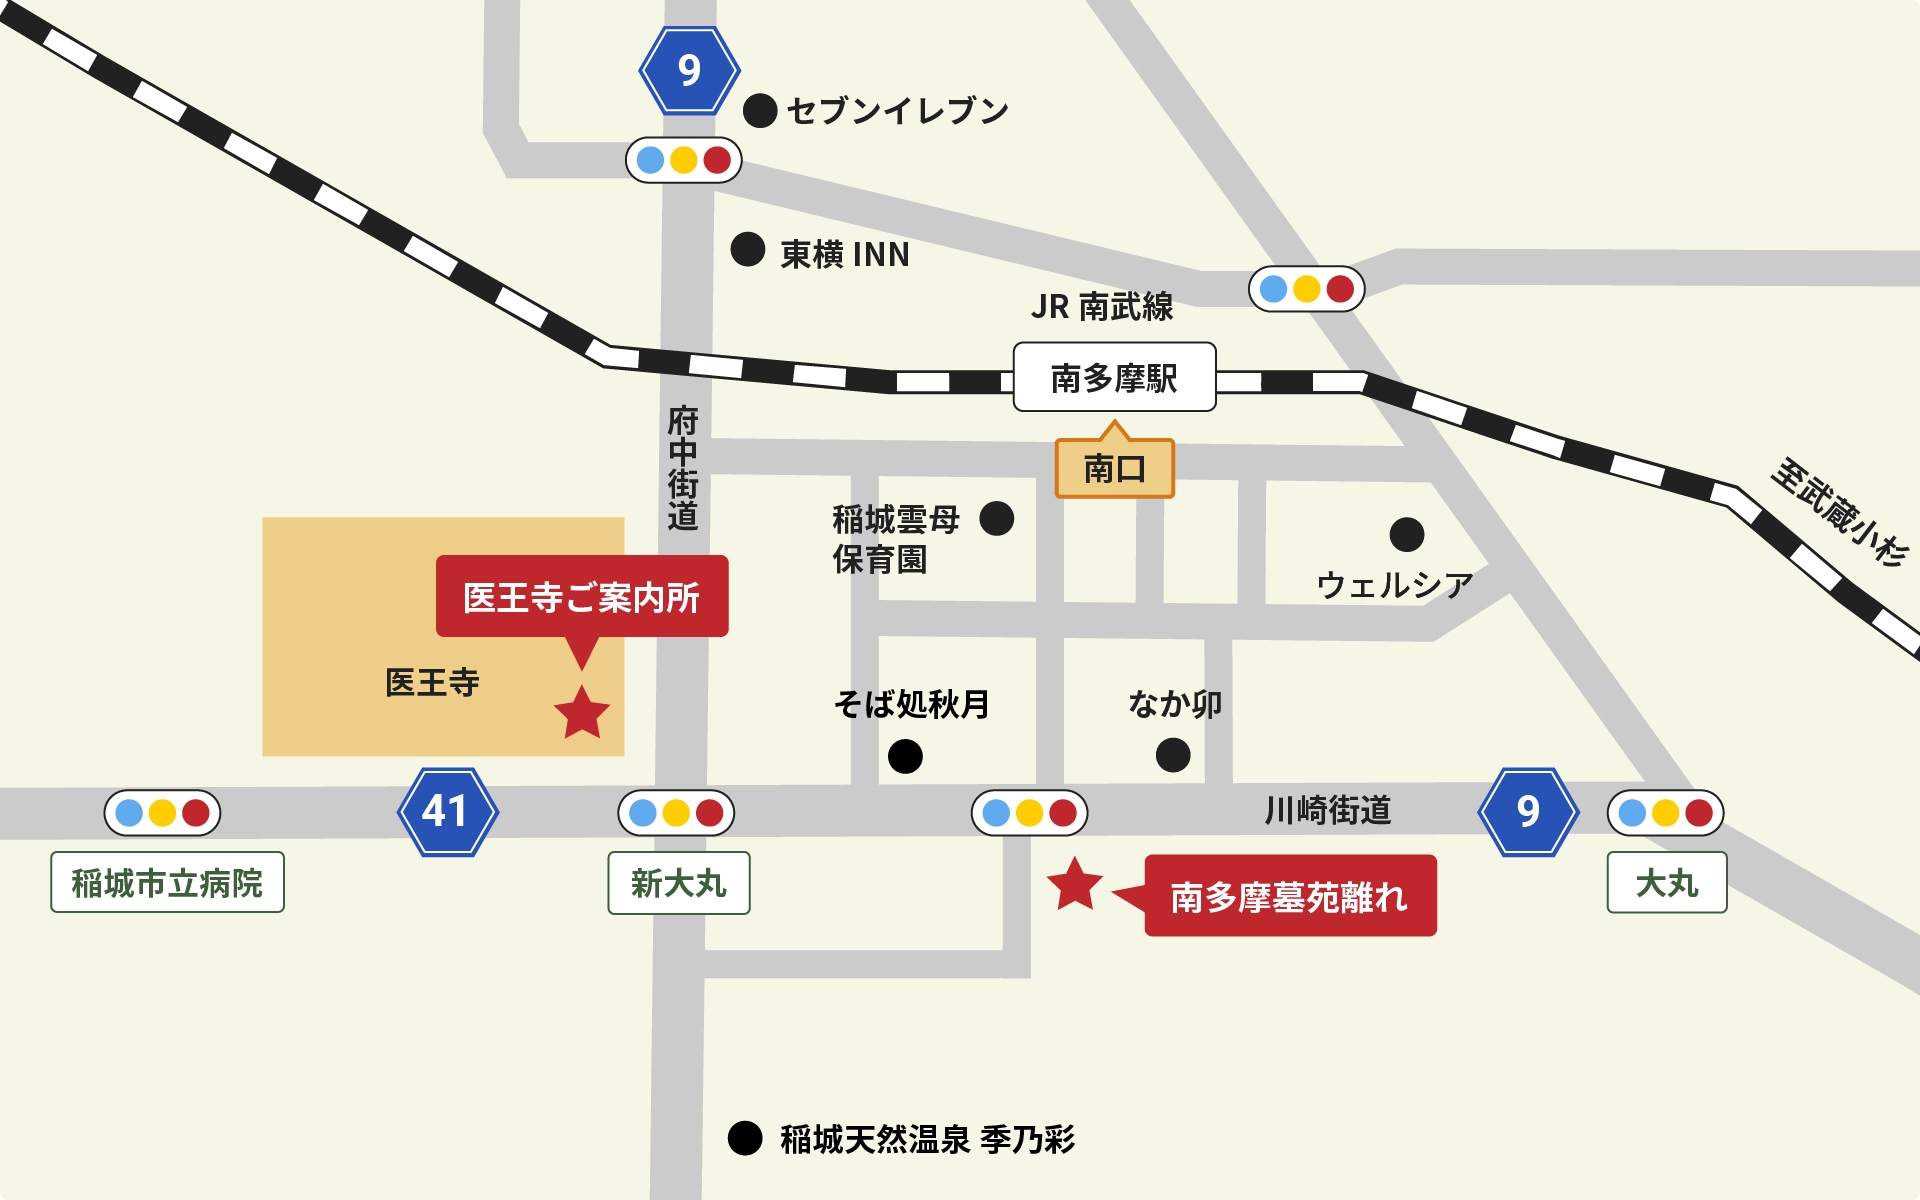 9
セブンイレブン
東横 INN
JR 南武線
南多摩駅
南口
府中街道
至武蔵小杉
稲城雲母
保育園
ウェルシア
医王寺ご案内所
医王寺
そば処秋月
なか卯
41
川崎街道
9
稲城市立病院
新大丸
南多摩墓苑離れ
大丸
稲城天然温泉 季乃彩